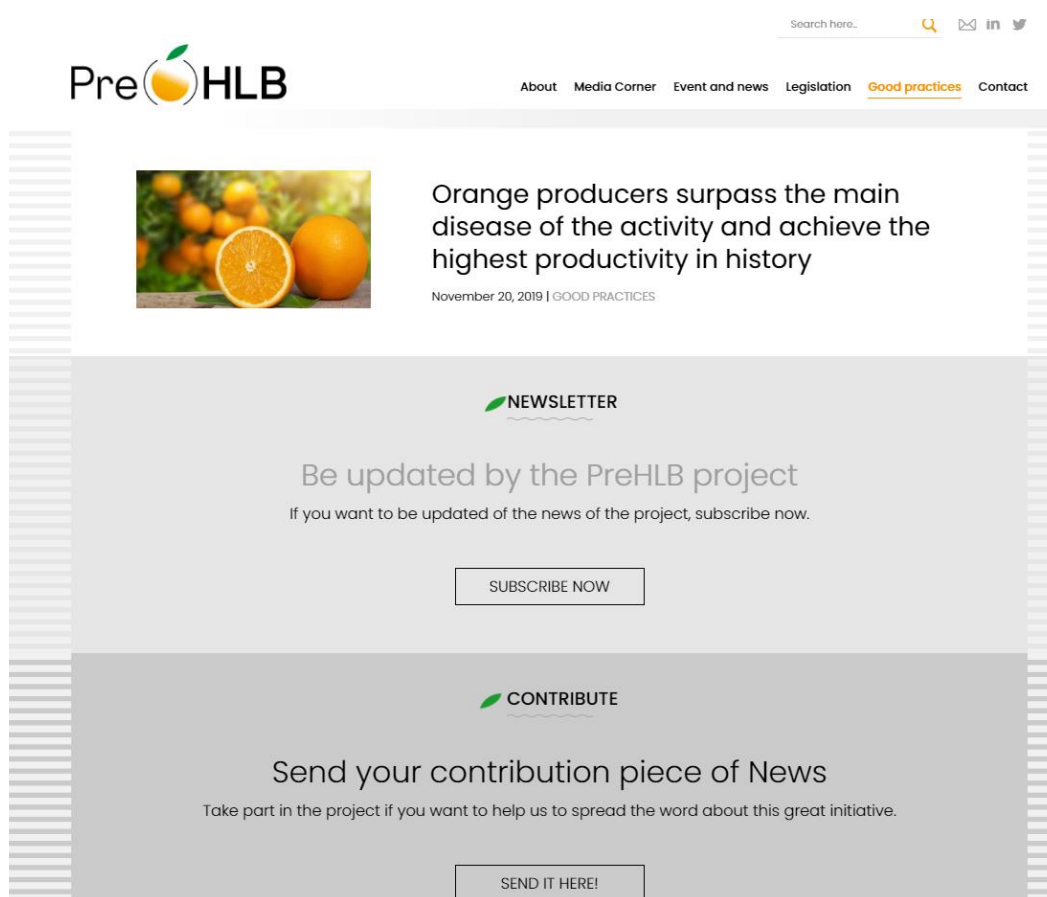 Search here..
in
Pre HLB
About Media Corner Event and news Legislation Good practices Contact
Orange producers surpass the main
disease of the activity and achieve the
highest productivity in history
November 20, 2019 | GOOD PRACTICES
NEWSLETTER
Be updated by the PreHLB project
If you want to be updated of the news of the project, subscribe now.
SUBSCRIBE NOW
CONTRIBUTE
Send your contribution piece of News
Take part in the project if you want to help us to spread the word about this great initiative.
SEND IT HERE!